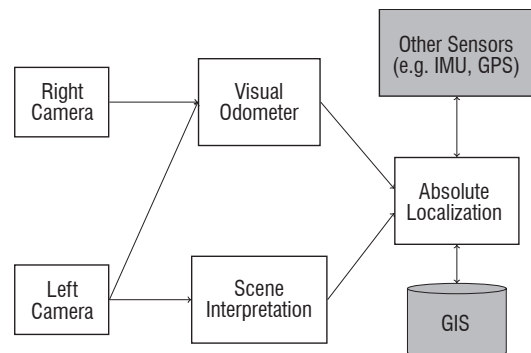 Other Sensors
(e.g. IMU, GPS)
Right
Camera
Visual
Odometer
Absolute
Localization
Left
Camera
Scene
Interpretation
GIS